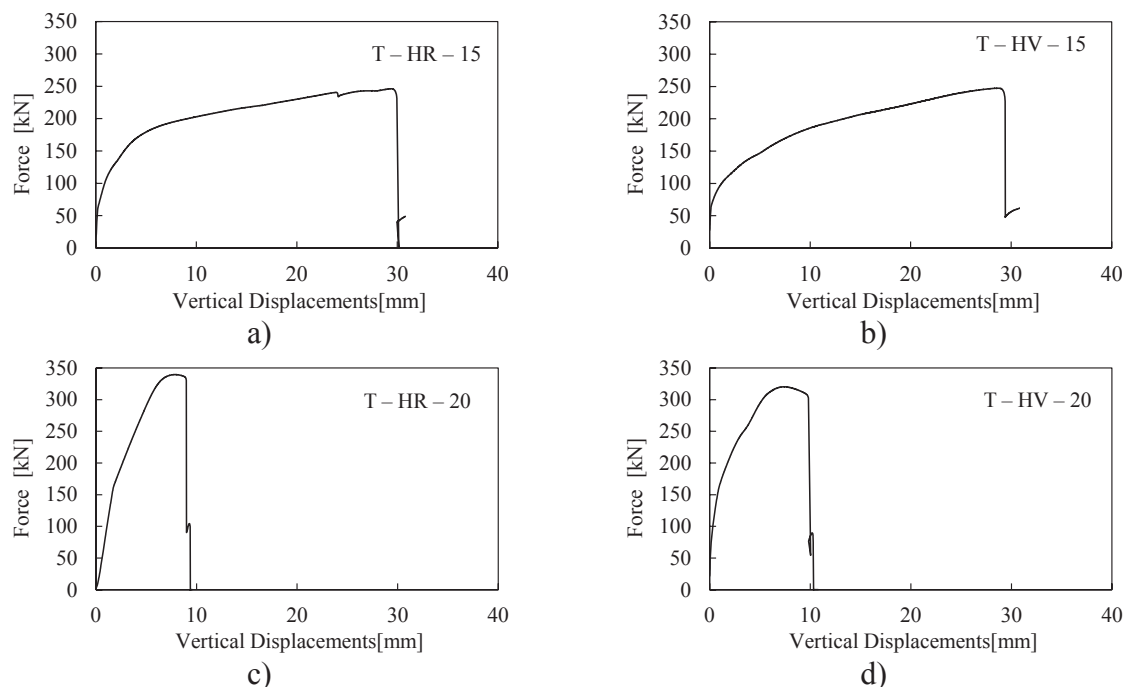 350
300
250
200
150
100
50
0
Force [kN]
T – HR – 15
0 10 20 30 40
Vertical Displacements[mm]
a)
350
300
250
200
150
100
50
0
Force [kN]
T – HV – 15
0 10 20 30 40
Vertical Displacements[mm]
b)
350
300
250
200
150
100
50
0
Force [kN]
T – HR – 20
0 10 20 30 40
Vertical Displacements[mm]
c)
350
300
250
200
150
100
50
0
Force [kN]
T – HV – 20
0 10 20 30 40
Vertical Displacements[mm]
d)